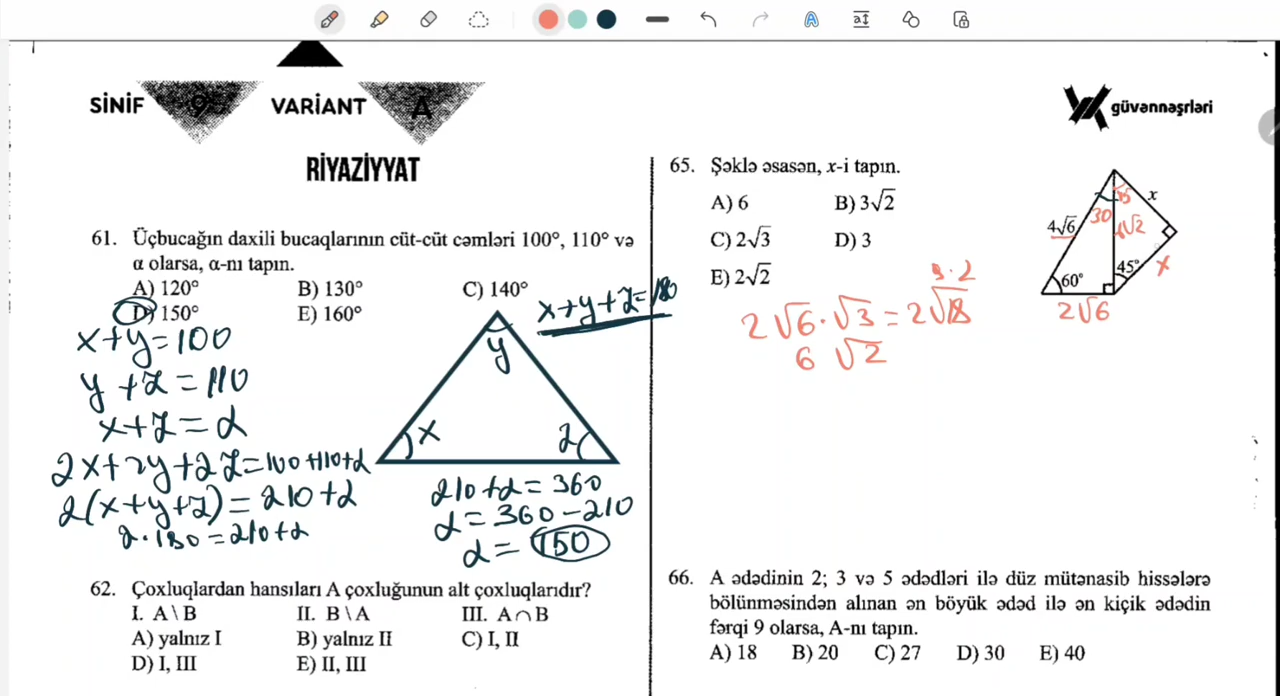 SİNİF 9 VARİANT A
güvənnəşrləri
RİYAZİYYAT
61. Üçbucağın daxili bucaqlarının cüt-cüt cəmləri 100°, 110° və
α olarsa, α-nı tapın.
A) 120° B) 130° C) 140°
D) 150° E) 160°
x+y+z=180
x+y=100
y+z=110
x+z=α
2x+2y+2z=100+110+α
2(x+y+z)=210+α
2·180=210+α
y
x
z
210+α=360
α=360-210
α=150
62. Çoxluqlardan hansıları A çoxluğunun alt çoxluqlarıdır?
I. A\B II. B\A III. A∩B
A) yalnız I B) yalnız II C) I, II
D) I, III E) II, III
65. Şəklə əsasən, x-i tapın.
A) 6 B) 3√2
C) 2√3 D) 3
E) 2√2
4√6
30
45
x
6√2
60°
45°
x
2√6
9·2
2√6·√3=2√18
6√2
66. A ədədinin 2; 3 və 5 ədədləri ilə düz mütənasib hissələrə
bölünməsindən alınan ən böyük ədəd ilə ən kiçik ədədin
fərqi 9 olarsa, A-nı tapın.
A) 18 B) 20 C) 27 D) 30 E) 40